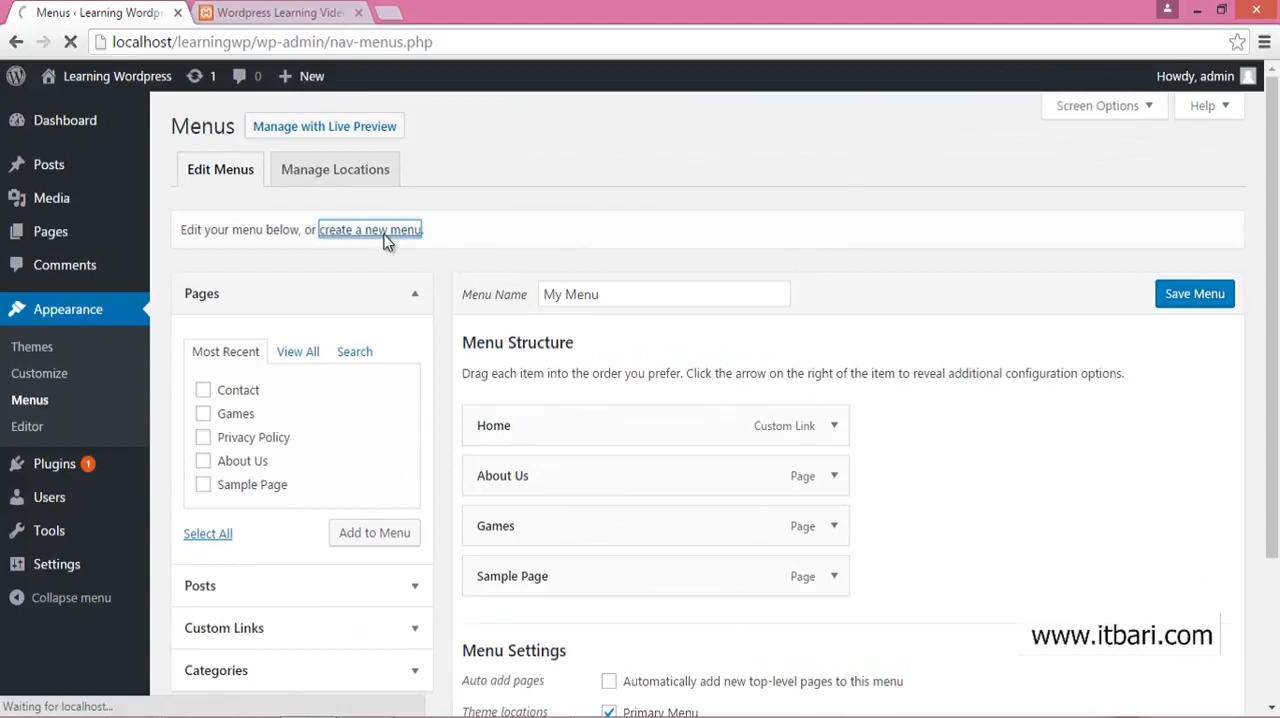 Menus ‹ Learning Wordpr
Wordpress Learning Vide
localhost/learningwp/wp-admin/nav-menus.php
Learning Wordpress
1
0
New
Howdy, admin
Screen Options
Help
Dashboard
Posts
Media
Pages
Comments
Appearance
Themes
Customize
Menus
Editor
Plugins 1
Users
Tools
Settings
Collapse menu
Menus
Manage with Live Preview
Edit Menus
Manage Locations
Edit your menu below, or create a new menu.
Pages
Most Recent
View All
Search
Contact
Games
Privacy Policy
About Us
Sample Page
Select All
Add to Menu
Posts
Custom Links
Categories
Menu Name
My Menu
Save Menu
Menu Structure
Drag each item into the order you prefer. Click the arrow on the right of the item to reveal additional configuration options.
Home Custom Link
About Us Page
Games Page
Sample Page Page
Menu Settings
Auto add pages
Automatically add new top-level pages to this menu
Theme locations
Primary Menu
www.itbari.com
Waiting for localhost...